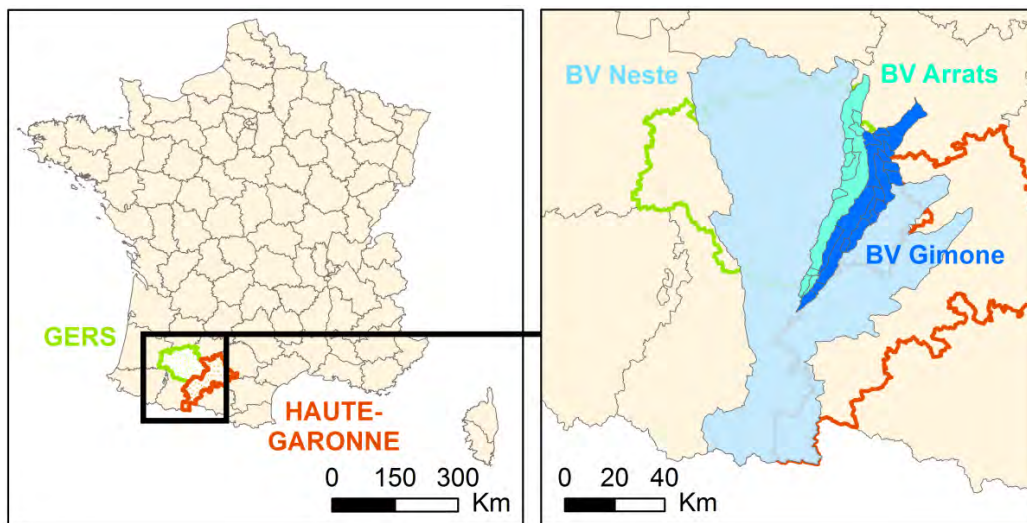 GERS
HAUTE-
GARONNE
0 150 300
Km
BV Neste
BV Arrats
BV Gimone
0 20 40
Km